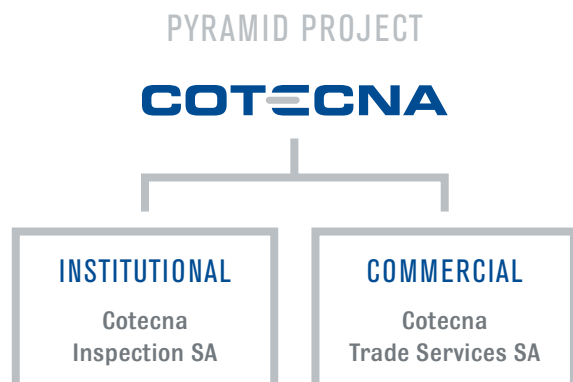 PYRAMID PROJECT
COTECNA
INSTITUTIONAL
Cotecna
Inspection SA
COMMERCIAL
Cotecna
Trade Services SA